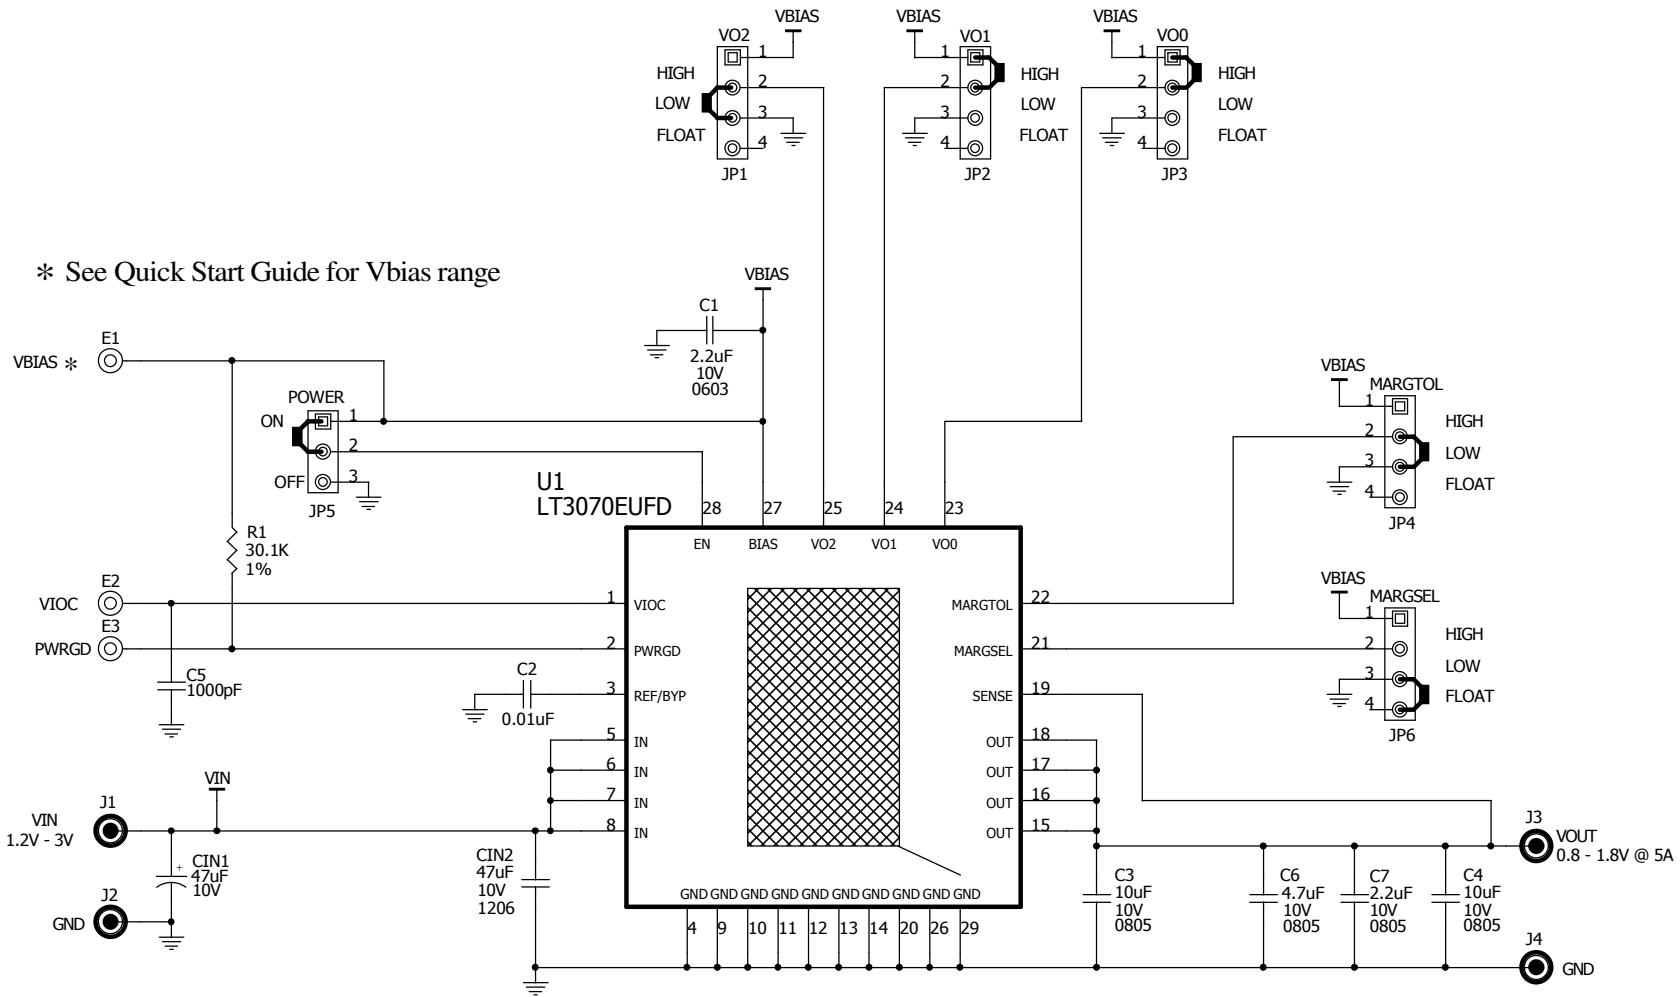 VBIAS
VBIAS
VBIAS
VO2
VO1
VO0
1
1
1
HIGH
HIGH
HIGH
2
2
2
LOW
LOW
LOW
3
3
3
FLOAT
FLOAT
FLOAT
4
4
4
JP1
JP2
JP3
* See Quick Start Guide for Vbias range
VBIAS
C1
2.2uF
10V
0603
E1
VBIAS *
POWER
ON
1
2
OFF
3
JP5
VBIAS
MARGTOL
1
HIGH
2
LOW
3
FLOAT
4
JP4
U1
LT3070EUFD
28
27
25
24
23
EN
BIAS
VO2
VO1
VO0
R1
30.1K
1%
E2
VIOC
1
VIOC
MARGTOL
22
E3
PWRGD
2
PWRGD
MARGSEL
21
VBIAS
MARGSEL
1
HIGH
2
LOW
3
FLOAT
4
JP6
C5
1000pF
C2
0.01uF
3
REF/BYP
SENSE
19
5
IN
OUT
18
6
IN
OUT
17
7
IN
OUT
16
8
IN
OUT
15
VIN
J1
VIN
1.2V - 3V
+
CIN1
47uF
10V
J2
GND
CIN2
47uF
10V
1206
GND GND GND GND GND GND GND GND GND GND
4
9
10
11
12
13
14
20
26
29
C3
10uF
10V
0805
C6
4.7uF
10V
0805
C7
2.2uF
10V
0805
C4
10uF
10V
0805
J3
VOUT
0.8 - 1.8V @ 5A
J4
GND